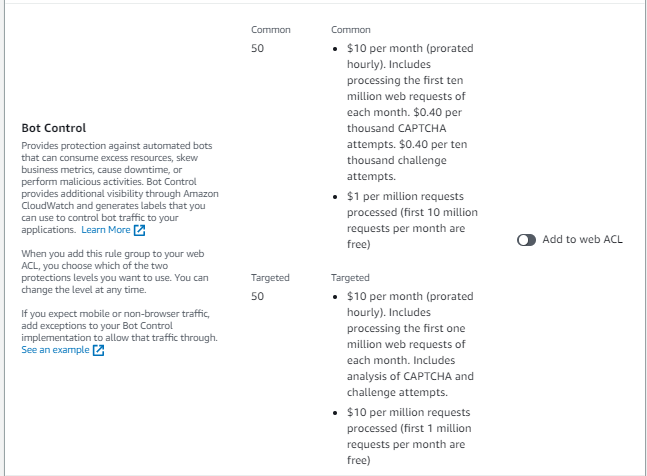 Common
50
Common
• $10 per month (prorated
hourly). Includes
processing the first ten
million web requests of
each month. $0.40 per
thousand CAPTCHA
attempts. $0.40 per ten
thousand challenge
attempts.
• $1 per million requests
processed (first 10 million
requests per month are
free)
Bot Control
Provides protection against automated bots
that can consume excess resources, skew
business metrics, cause downtime, or
perform malicious activities. Bot Control
provides additional visibility through Amazon
CloudWatch and generates labels that you
can use to control bot traffic to your
applications. Learn More
When you add this rule group to your web
ACL, you choose which of the two
protections levels you want to use. You can
change the level at any time.
If you expect mobile or non-browser traffic,
add exceptions to your Bot Control
implementation to allow that traffic through.
See an example
Targeted
50
Targeted
• $10 per month (prorated
hourly). Includes
processing the first one
million web requests of
each month. Includes
analysis of CAPTCHA and
challenge attempts.
• $10 per million requests
processed (first 1 million
requests per month are
free)
Add to web ACL